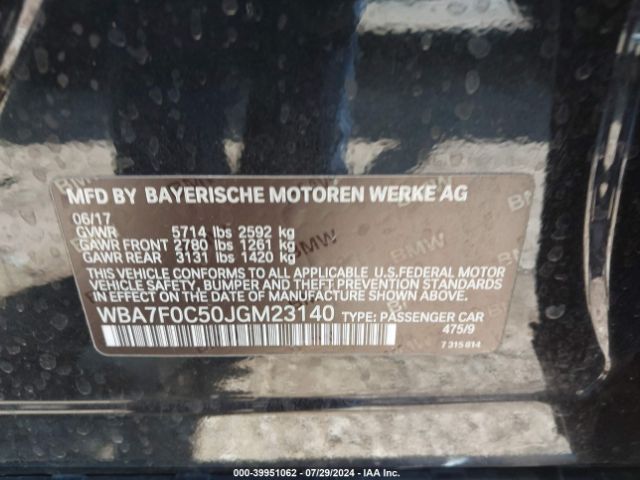 MFD BY BAYERISCHE MOTOREN WERKE AG
06/17
GVWR 5714 lbs 2592 kg
GAWR FRONT 2780 lbs 1261 kg
GAWR REAR 3131 lbs 1420 kg
THIS VEHICLE CONFORMS TO ALL APPLICABLE U.S.FEDERAL MOTOR
VEHICLE SAFETY, BUMPER, AND THEFT PREVENTION STANDARDS
IN EFFECT ON THE DATE OF MANUFACTURE SHOWN ABOVE.
WBA7F0C50JGM23140 TYPE: PASSENGER CAR
475/9
7 315 814
000-39951062 - 07/29/2024 - IAA Inc.